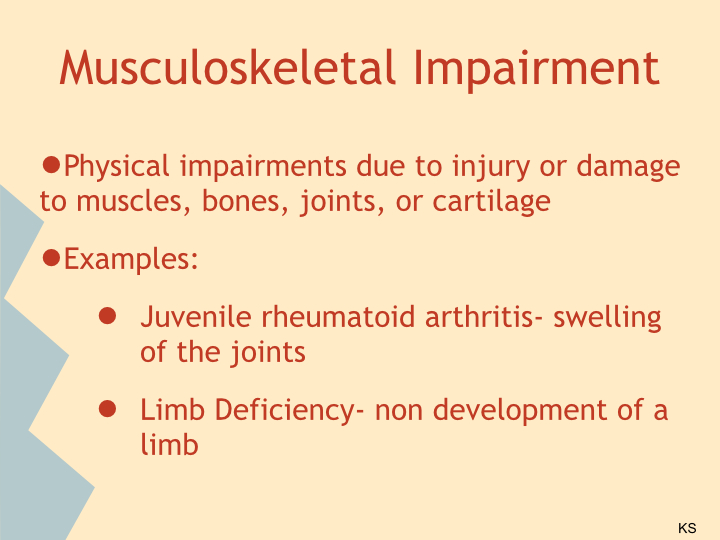 Musculoskeletal Impairment
●Physical impairments due to injury or damage
to muscles, bones, joints, or cartilage
●Examples:
● Juvenile rheumatoid arthritis- swelling
of the joints
● Limb Deficiency- non development of a
limb
KS